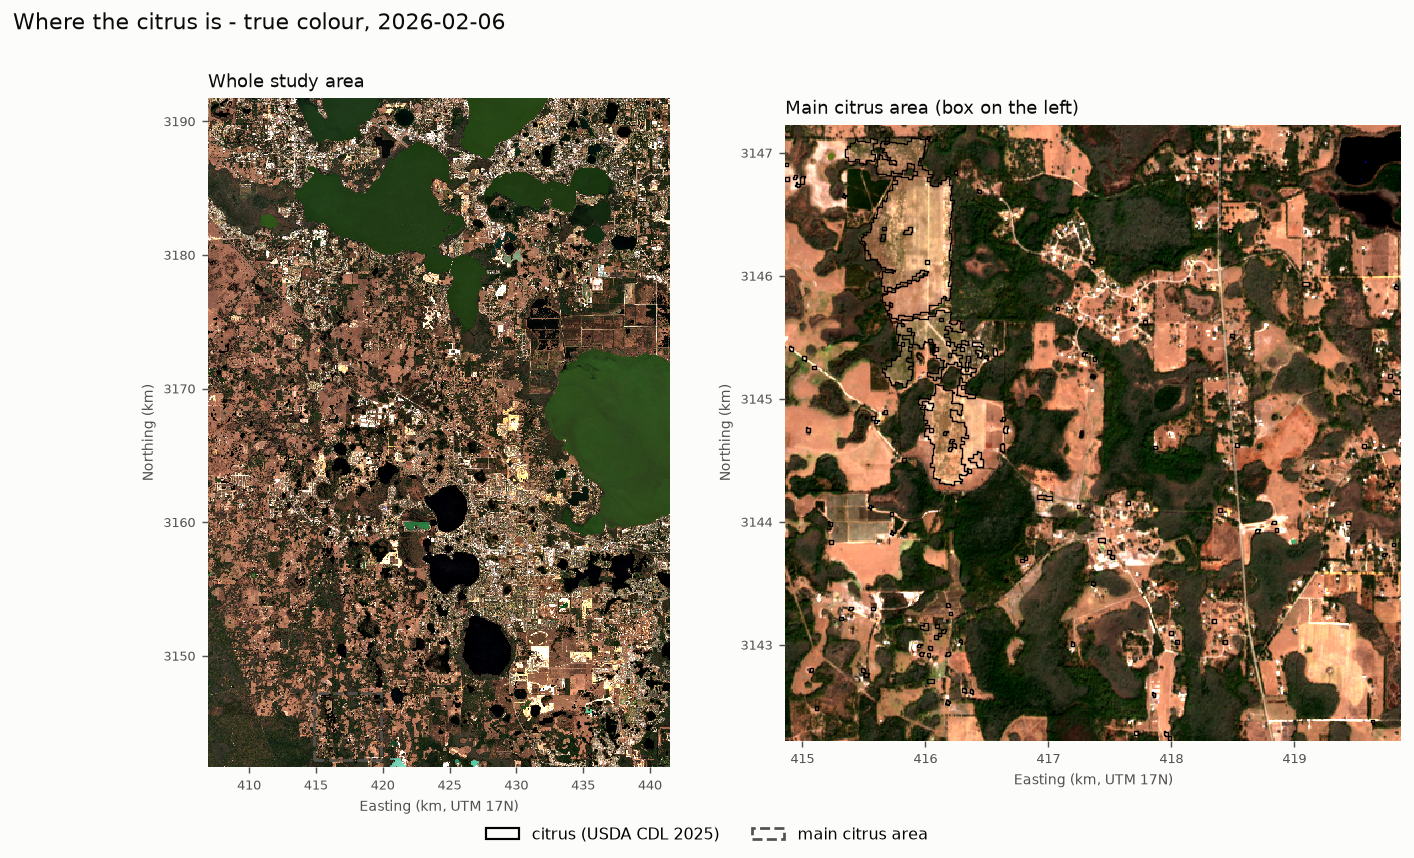 Where the citrus is - true colour, 2026-02-06
Whole study area
Main citrus area (box on the left)
3190
3180
3170
3160
3150
Northing (km)
410
415
420
425
430
435
440
Easting (km, UTM 17N)
3147
3146
3145
3144
3143
Northing (km)
415
416
417
418
419
Easting (km, UTM 17N)
citrus (USDA CDL 2025)
main citrus area